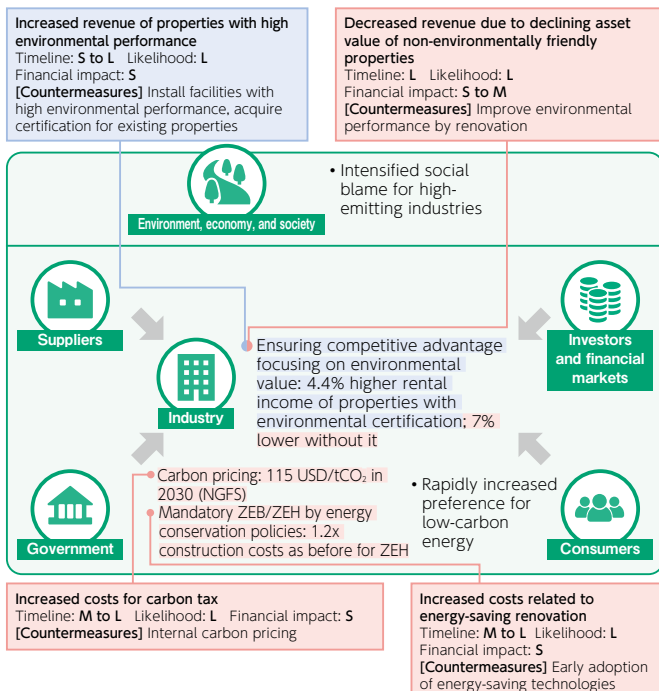 Increased revenue of properties with high
environmental performance
Timeline: S to L Likelihood: L
Financial impact: S
[Countermeasures] Install facilities with
high environmental performance, acquire
certification for existing properties
Decreased revenue due to declining asset
value of non-environmentally friendly
properties
Timeline: L Likelihood: L
Financial impact: S to M
[Countermeasures] Improve environmental
performance by renovation
Environment, economy, and society
• Intensified social
blame for high-
emitting industries
Suppliers
Industry
• Ensuring competitive advantage
focusing on environmental
value: 4.4% higher rental
income of properties with
environmental certification; 7%
lower without it
Investors
and financial
markets
Government
• Carbon pricing: 115 USD/tCO₂ in
2030 (NGFS)
• Mandatory ZEB/ZEH by energy
conservation policies: 1.2x
construction costs as before for ZEH
• Rapidly increased
preference for
low-carbon
energy
Consumers
Increased costs for carbon tax
Timeline: M to L Likelihood: L Financial impact: S
[Countermeasures] Internal carbon pricing
Increased costs related to
energy-saving renovation
Timeline: M to L Likelihood: L
Financial impact: S
[Countermeasures] Early adoption
of energy-saving technologies